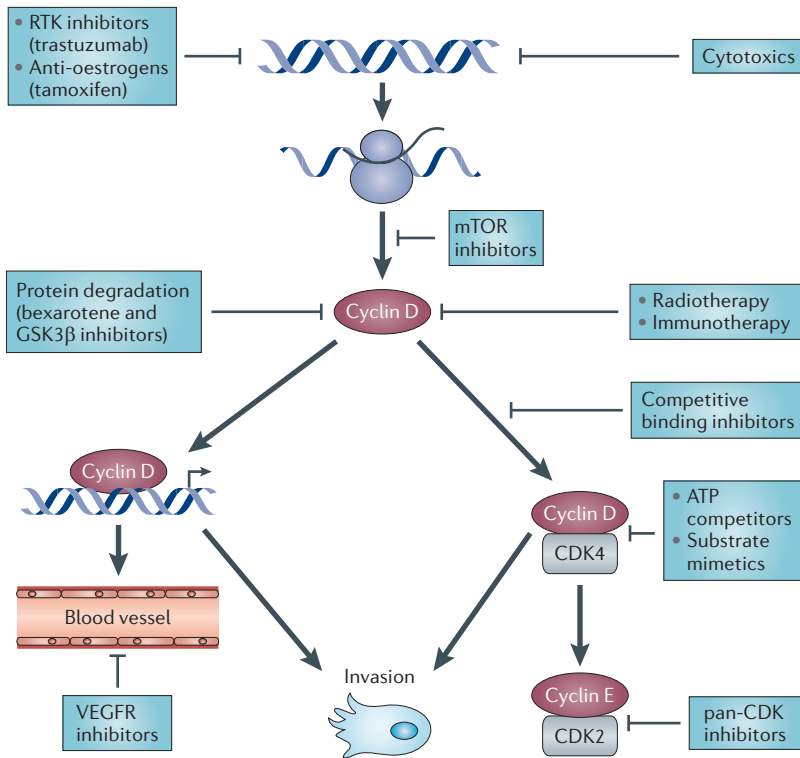 • RTK inhibitors
(trastuzumab)
• Anti-oestrogens
(tamoxifen)
Cytotoxics
mTOR
inhibitors
Protein degradation
(bexarotene and
GSK3β inhibitors)
Cyclin D
• Radiotherapy
• Immunotherapy
Competitive
binding inhibitors
Cyclin D
Cyclin D
CDK4
• ATP
competitors
• Substrate
mimetics
Blood vessel
Invasion
VEGFR
inhibitors
Cyclin E
CDK2
pan-CDK
inhibitors